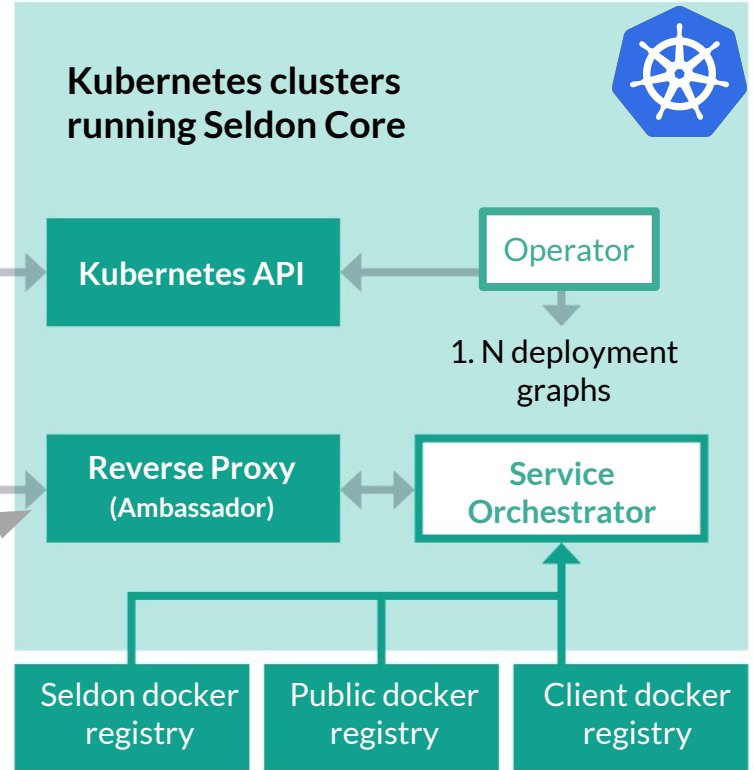 Kubernetes clusters
running Seldon Core
Kubernetes API
Operator
1. N deployment
graphs
Reverse Proxy
(Ambassador)
Service
Orchestrator
Seldon docker
registry
Public docker
registry
Client docker
registry